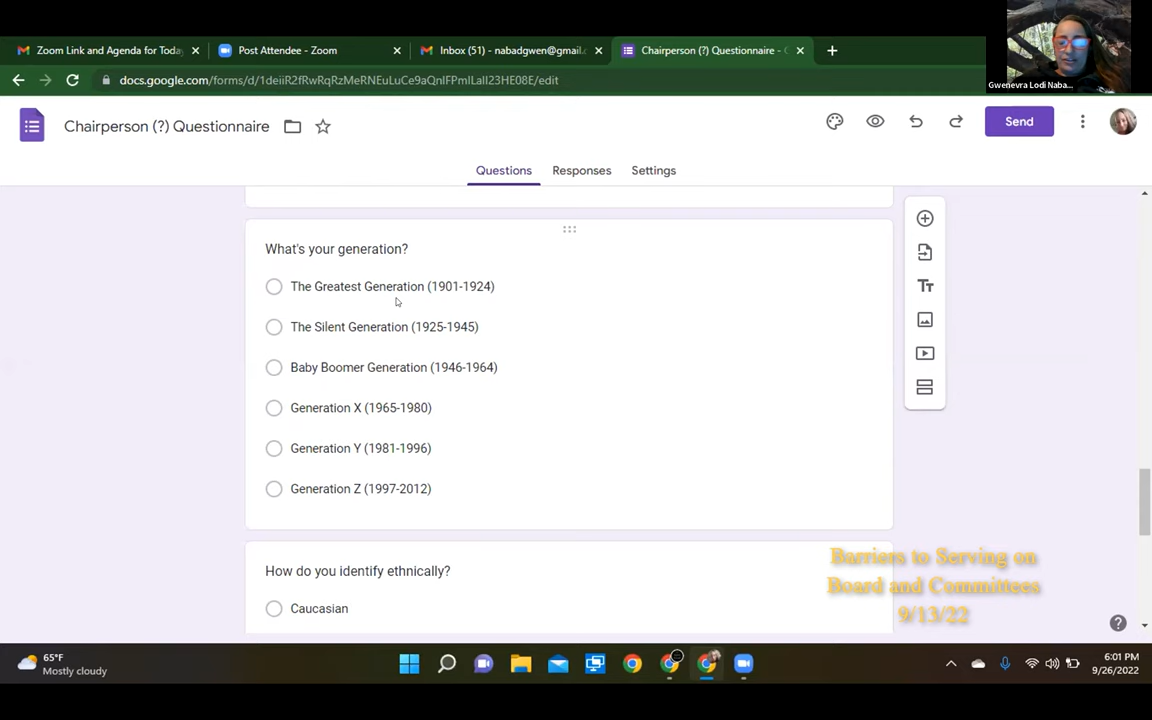 Zoom Link and Agenda for Today
Post Attendee - Zoom
Inbox (51) - nabadgwen@gmail.
Chairperson (?) Questionnaire -
Gwenevra Lodi Naba...
docs.google.com/forms/d/1deiiR2fRwRqRzMeRNEuLuCe9aQnIFPmILalI23HE08E/edit
Chairperson (?) Questionnaire
Send
Questions
Responses
Settings
What's your generation?
The Greatest Generation (1901-1924)
The Silent Generation (1925-1945)
Baby Boomer Generation (1946-1964)
Generation X (1965-1980)
Generation Y (1981-1996)
Generation Z (1997-2012)
How do you identify ethnically?
Caucasian
Barriers to Serving on
Board and Committees
9/13/22
65°F
Mostly cloudy
6:01 PM
9/26/2022